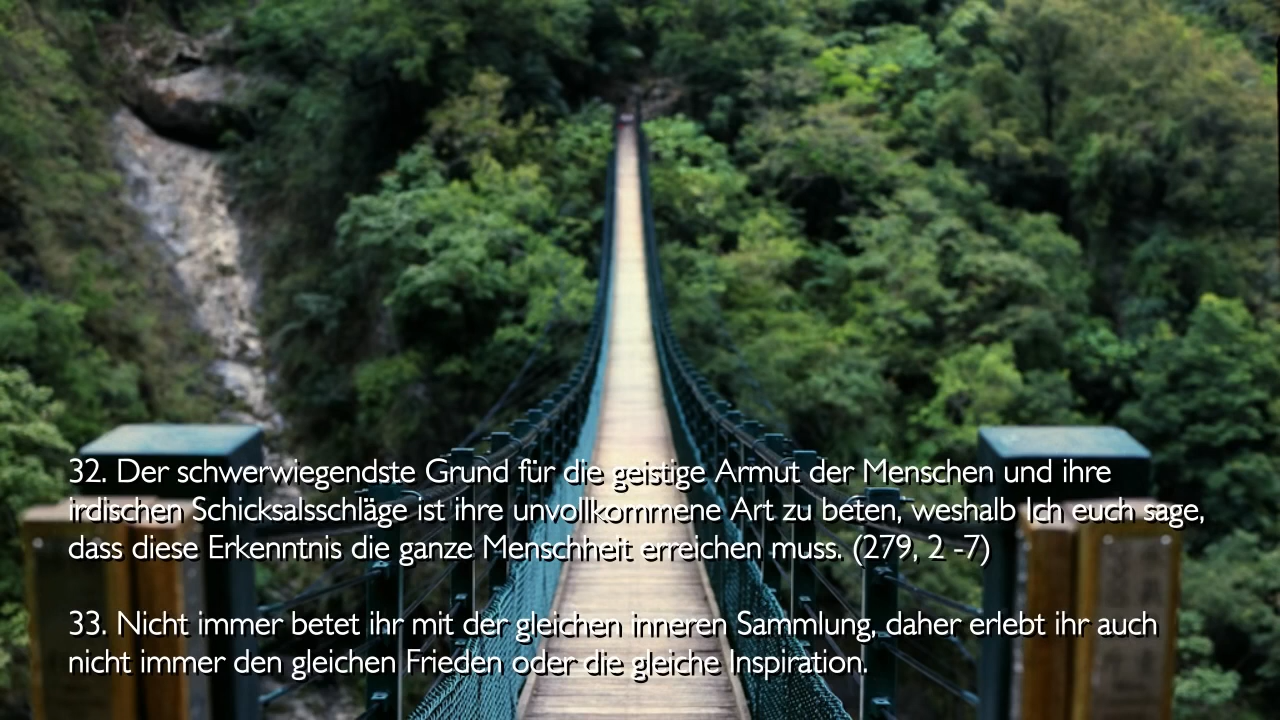 32. Der schwerwiegendste Grund für die geistige Armut der Menschen und ihre
irdischen Schicksalsschläge ist ihre unvollkommene Art zu beten, weshalb Ich euch sage,
dass diese Erkenntnis die ganze Menschheit erreichen muss. (279, 2 -7)
33. Nicht immer betet ihr mit der gleichen inneren Sammlung, daher erlebt ihr auch
nicht immer den gleichen Frieden oder die gleiche Inspiration.